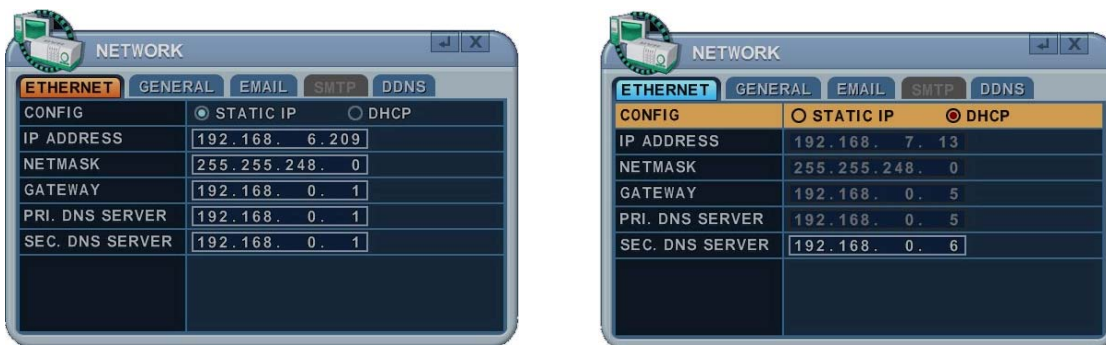 NETWORK
ETHERNET GENERAL EMAIL SMTP DDNS
CONFIG STATIC IP DHCP
IP ADDRESS 192.168. 6.209
NETMASK 255.255.248. 0
GATEWAY 192.168. 0. 1
PRI. DNS SERVER 192.168. 0. 1
SEC. DNS SERVER 192.168. 0. 1
NETWORK
ETHERNET GENERAL EMAIL SMTP DDNS
CONFIG STATIC IP DHCP
IP ADDRESS 192.168. 7. 13
NETMASK 255.255.248. 0
GATEWAY 192.168. 0. 5
PRI. DNS SERVER 192.168. 0. 5
SEC. DNS SERVER 192.168. 0. 6